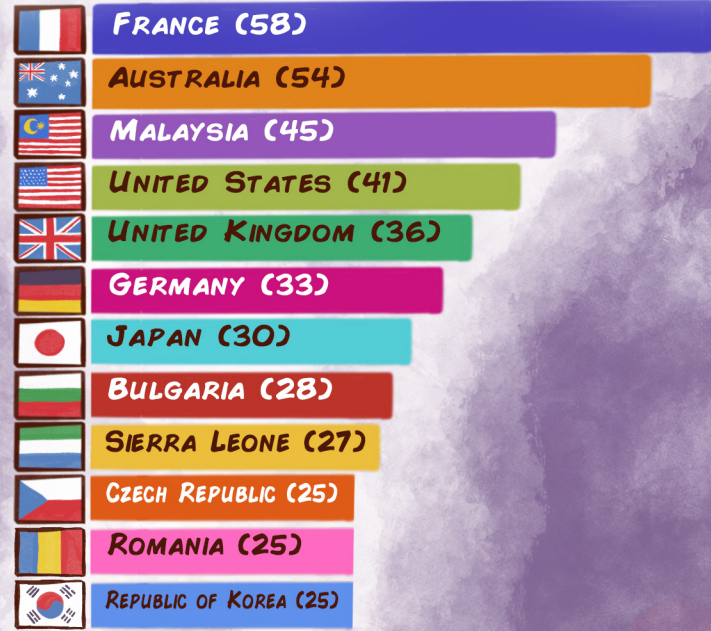 France (58)
Australia (54)
Malaysia (45)
United States (41)
United Kingdom (36)
Germany (33)
Japan (30)
Bulgaria (28)
Sierra Leone (27)
Czech Republic (25)
Romania (25)
Republic of Korea (25)